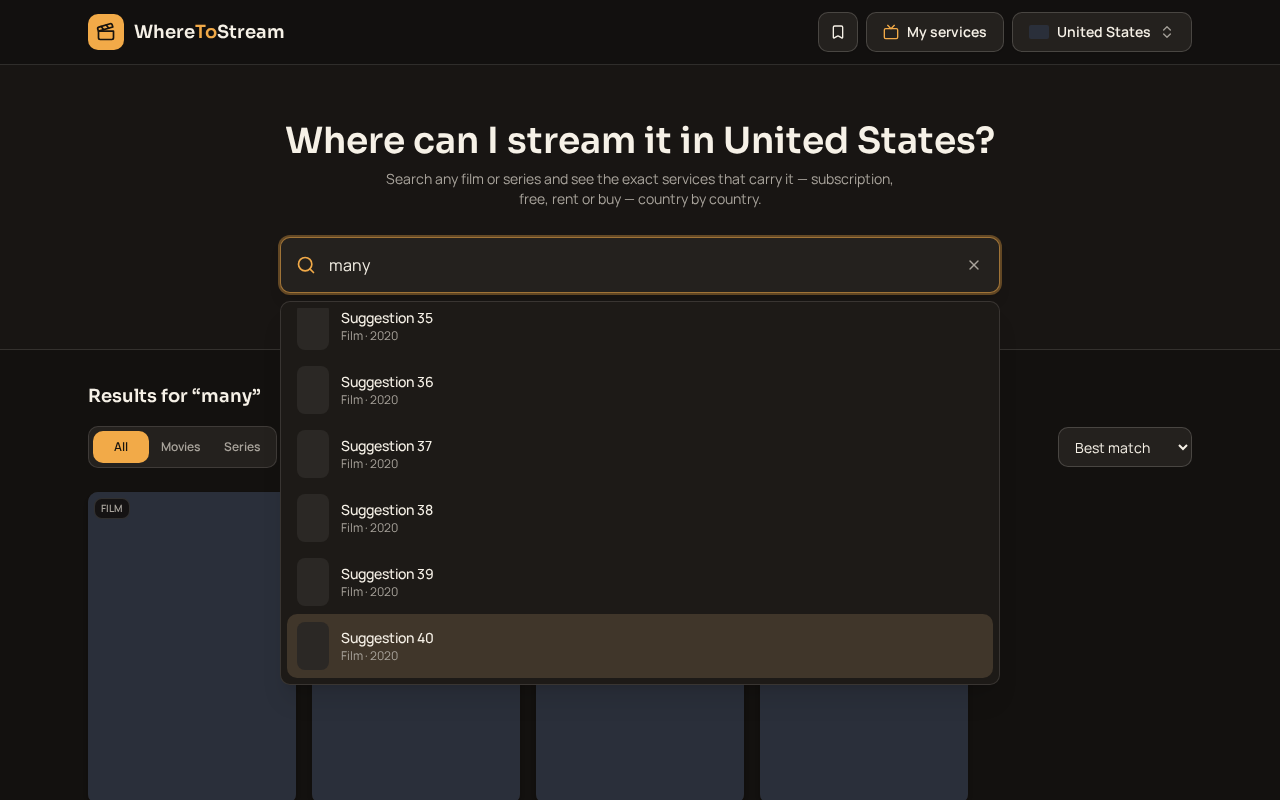 WhereToStream
My services
United States
Where can I stream it in United States?
Search any film or series and see the exact services that carry it — subscription,
free, rent or buy — country by country.
many
Suggestion 35
Film · 2020
Suggestion 36
Film · 2020
Suggestion 37
Film · 2020
Suggestion 38
Film · 2020
Suggestion 39
Film · 2020
Suggestion 40
Film · 2020
Results for “many”
All
Movies
Series
Best match
FILM